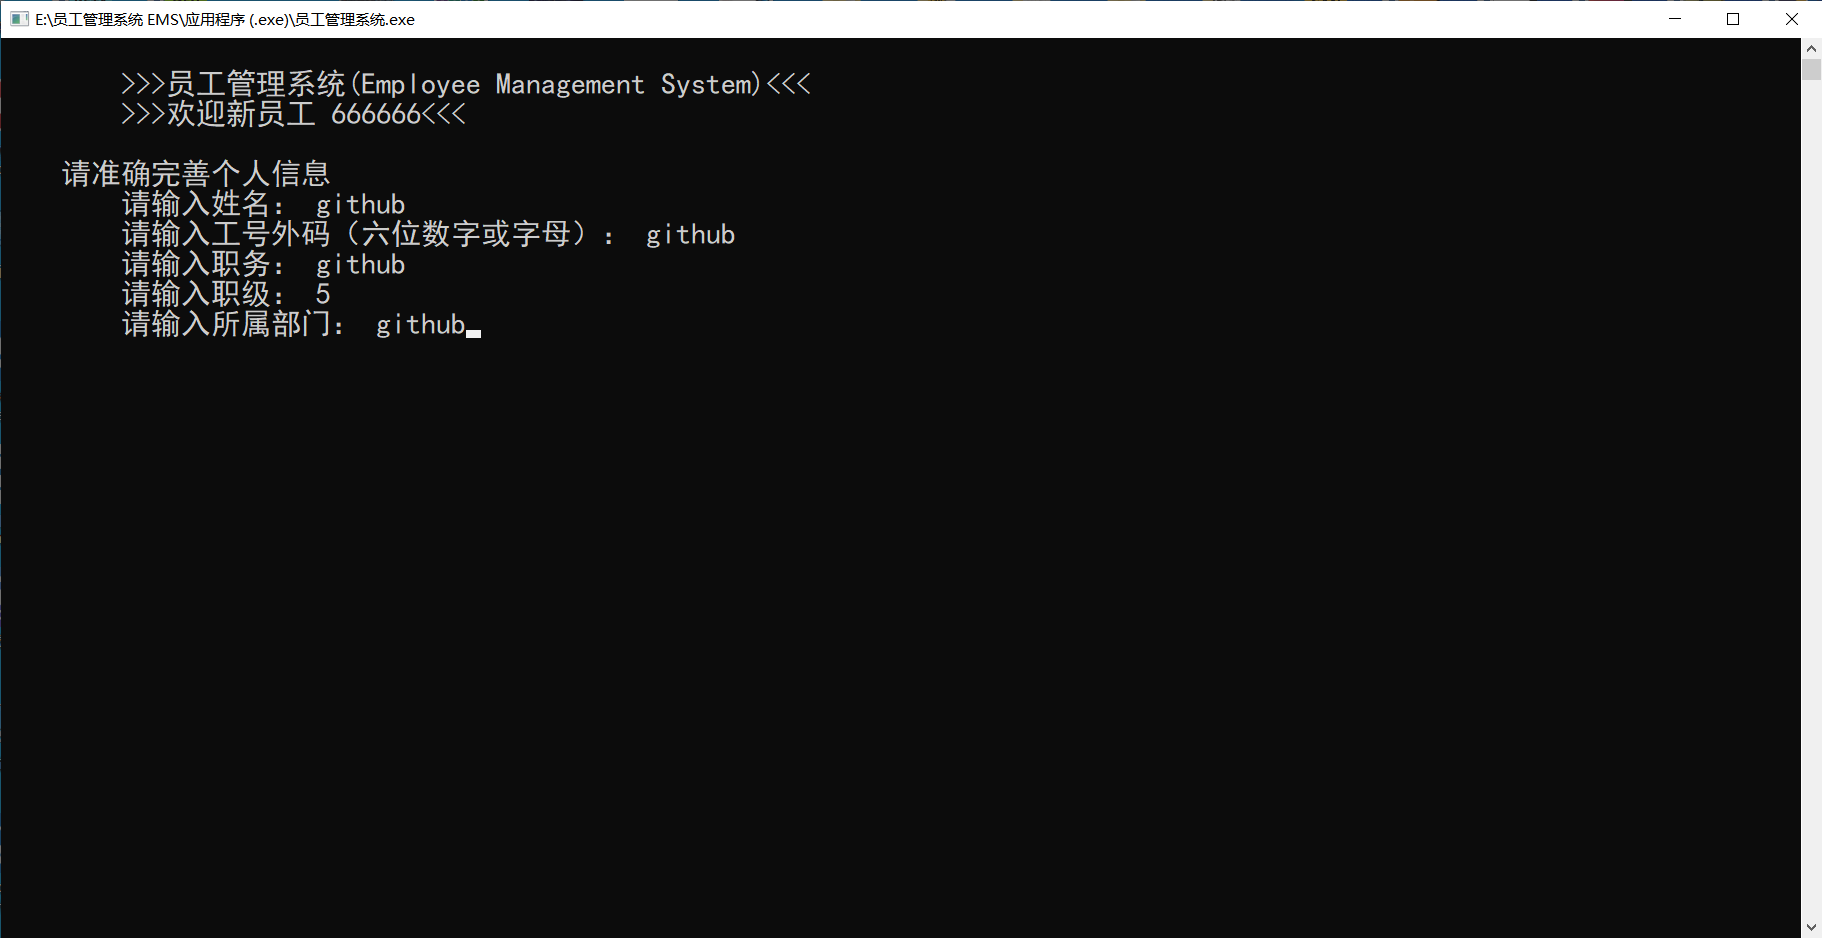 E:\员工管理系统 EMS\应用程序 (.exe)\员工管理系统.exe
>>>员工管理系统(Employee Management System)<<<
>>>欢迎新员工 666666<<<
请准确完善个人信息
请输入姓名： github
请输入工号外码（六位数字或字母）： github
请输入职务： github
请输入职级： 5
请输入所属部门： github